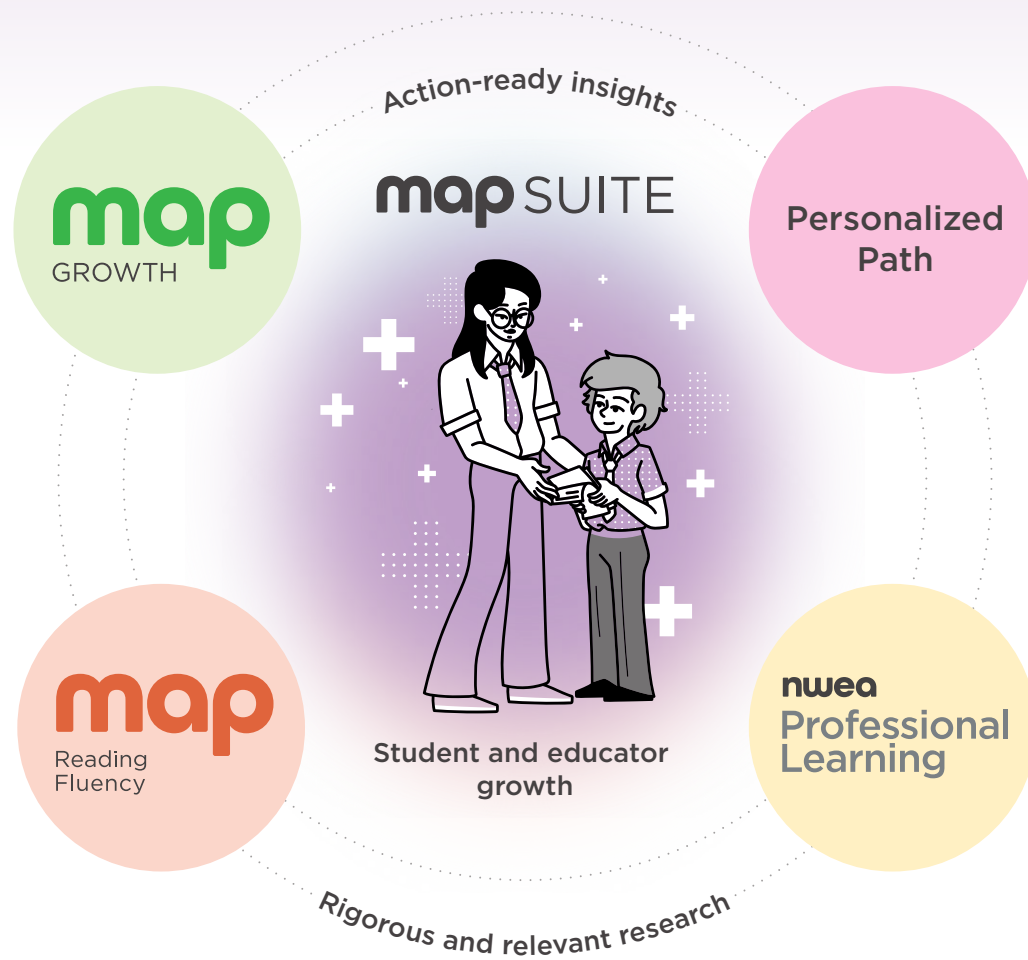 Action-ready insights
map SUITE
map
GROWTH
Personalized
Path
map
Reading
Fluency
Student and educator
growth
nwea
Professional
Learning
Rigorous and relevant research